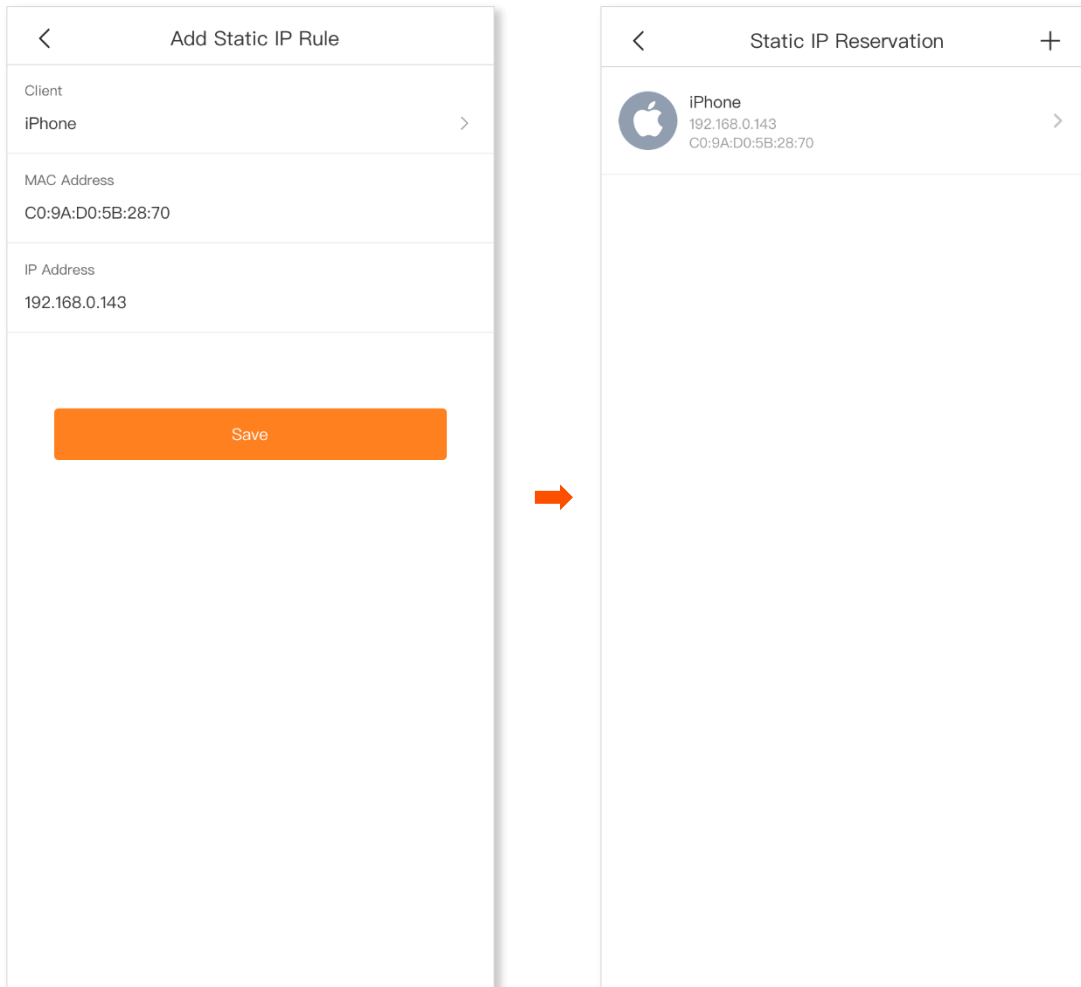 Add Static IP Rule
Client
iPhone
MAC Address
C0:9A:D0:5B:28:70
IP Address
192.168.0.143
Save
Static IP Reservation
iPhone
192.168.0.143
C0:9A:D0:5B:28:70